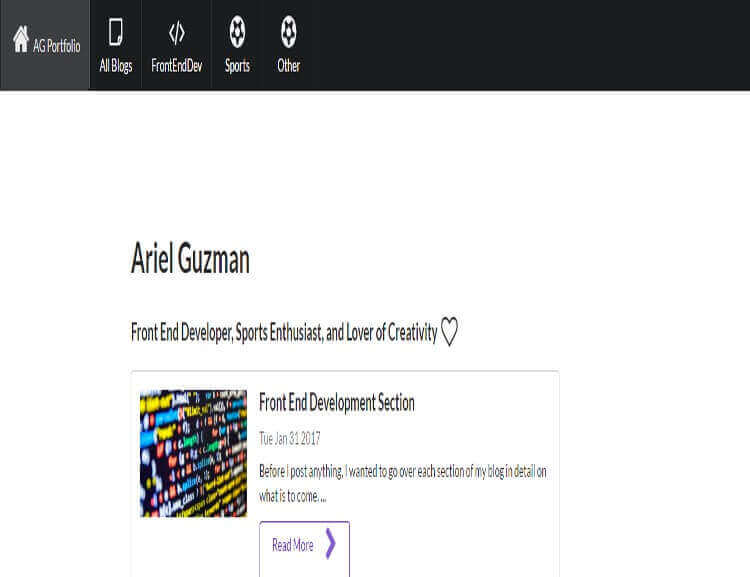 AG Portfolio
All Blogs
FrontEndDev
Sports
Other
Ariel Guzman
Front End Developer, Sports Enthusiast, and Lover of Creativity
Front End Development Section
Tue Jan 31 2017
Before I post anything, I wanted to go over each section of my blog in detail on
what is to come. ...
Read More